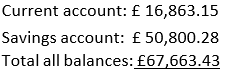 Current account: £ 16,863.15
Savings account: £ 50,800.28
Total all balances: £67,663.43